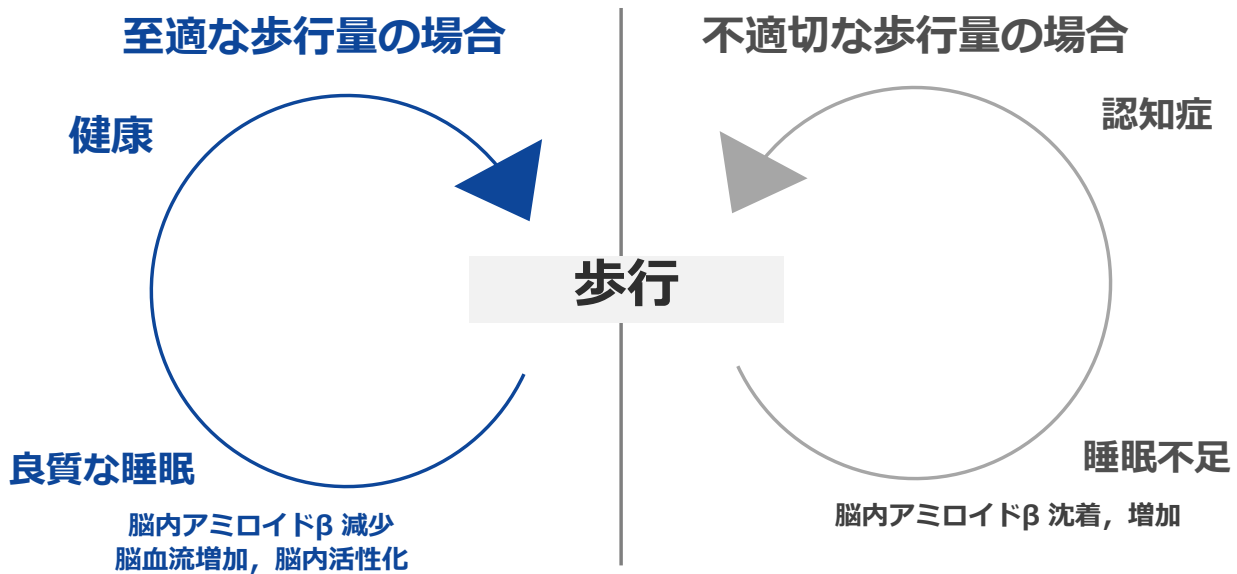 至適な歩行量の場合
健康
良質な睡眠
脳内アミロイドβ 減少
脳血流増加，脳内活性化
歩行
不適切な歩行量の場合
認知症
睡眠不足
脳内アミロイドβ 沈着，増加